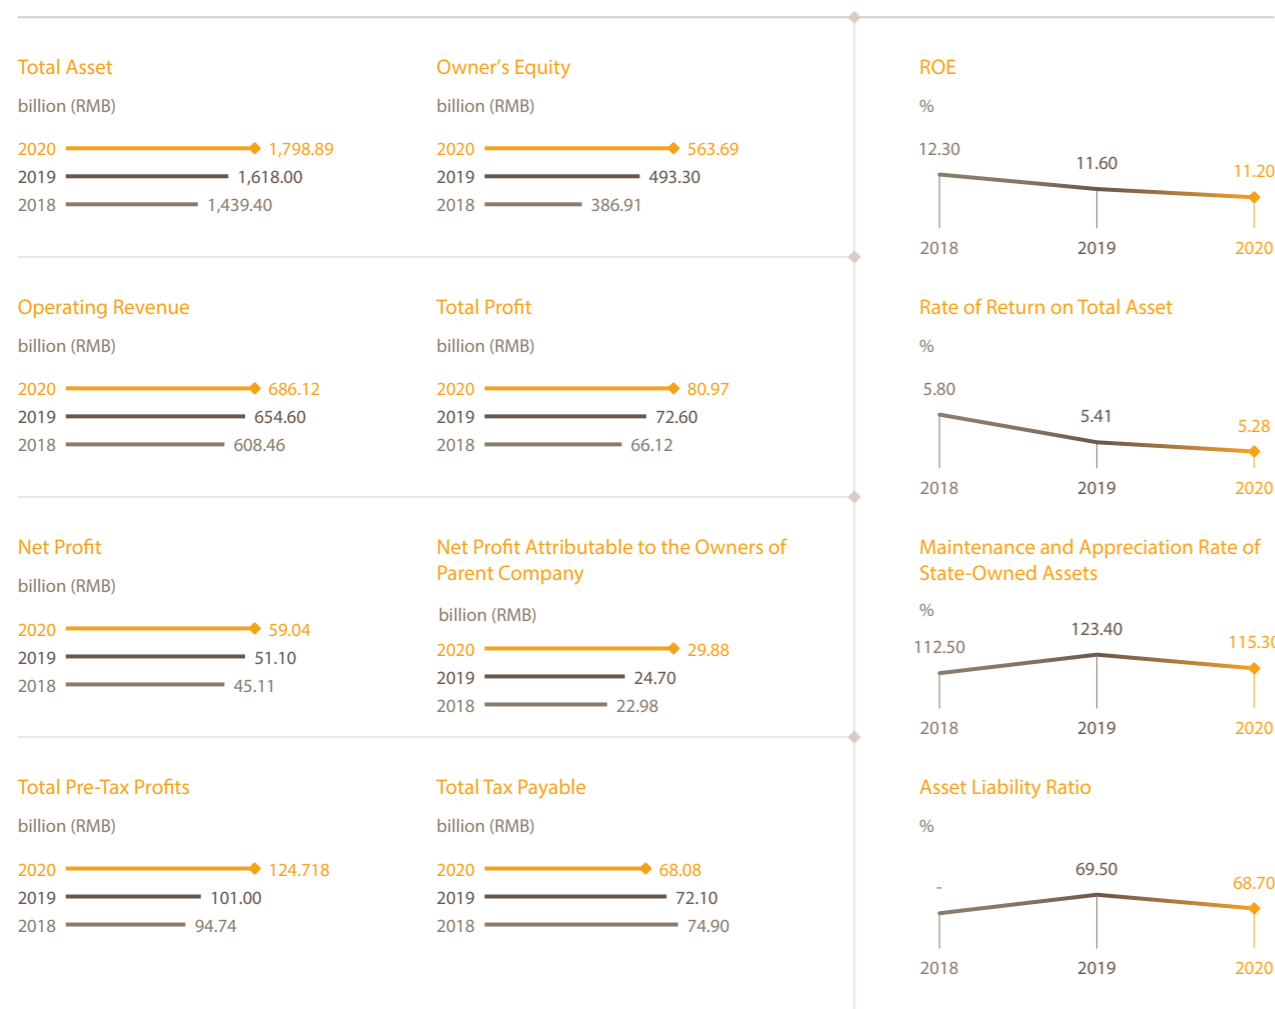 Total Asset
billion (RMB)
2020 1,798.89
2019 1,618.00
2018 1,439.40
Owner's Equity
billion (RMB)
2020 563.69
2019 493.30
2018 386.91
ROE
%
12.30
11.60
11.20
2018 2019 2020
Operating Revenue
billion (RMB)
2020 686.12
2019 654.60
2018 608.46
Total Profit
billion (RMB)
2020 80.97
2019 72.60
2018 66.12
Rate of Return on Total Asset
%
5.80
5.41
5.28
2018 2019 2020
Net Profit
billion (RMB)
2020 59.04
2019 51.10
2018 45.11
Net Profit Attributable to the Owners of
Parent Company
billion (RMB)
2020 29.88
2019 24.70
2018 22.98
Maintenance and Appreciation Rate of
State-Owned Assets
%
112.50
123.40
115.30
2018 2019 2020
Total Pre-Tax Profits
billion (RMB)
2020 124.718
2019 101.00
2018 94.74
Total Tax Payable
billion (RMB)
2020 68.08
2019 72.10
2018 74.90
Asset Liability Ratio
%
-
69.50
68.70
2018 2019 2020